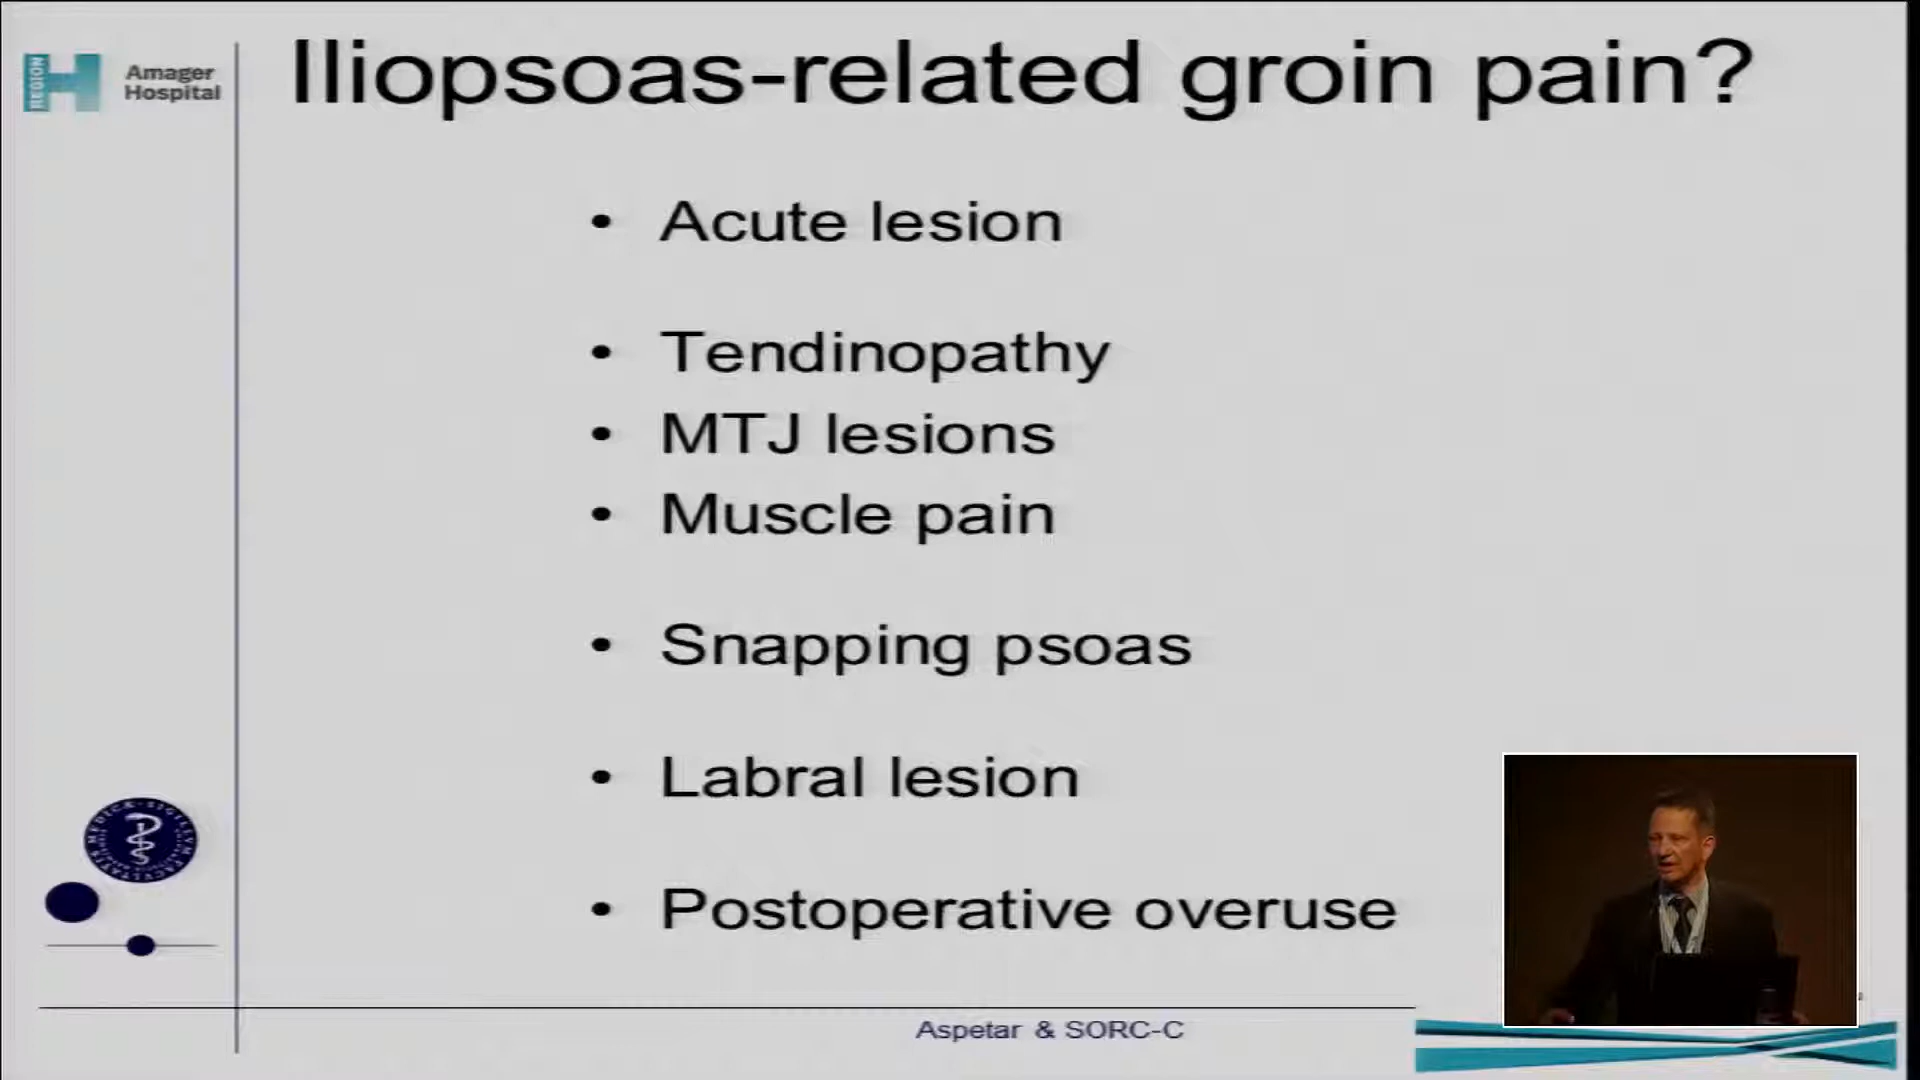 Iliopsoas-related groin pain?
REGION
Amager
Hospital
• Acute lesion
• Tendinopathy
• MTJ lesions
• Muscle pain
• Snapping psoas
• Labral lesion
• Postoperative overuse
Aspetar & SORC-C